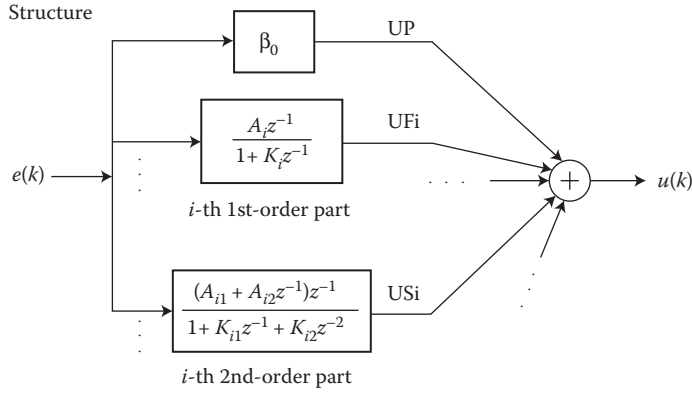 Structure
β₀
UP
Aᵢz⁻¹
1 + Kᵢz⁻¹
UFi
e(k)
. . .
+
u(k)
i-th 1st-order part
(Aᵢ₁ + Aᵢ₂z⁻¹)z⁻¹
1 + Kᵢ₁z⁻¹ + Kᵢ₂z⁻²
USi
i-th 2nd-order part